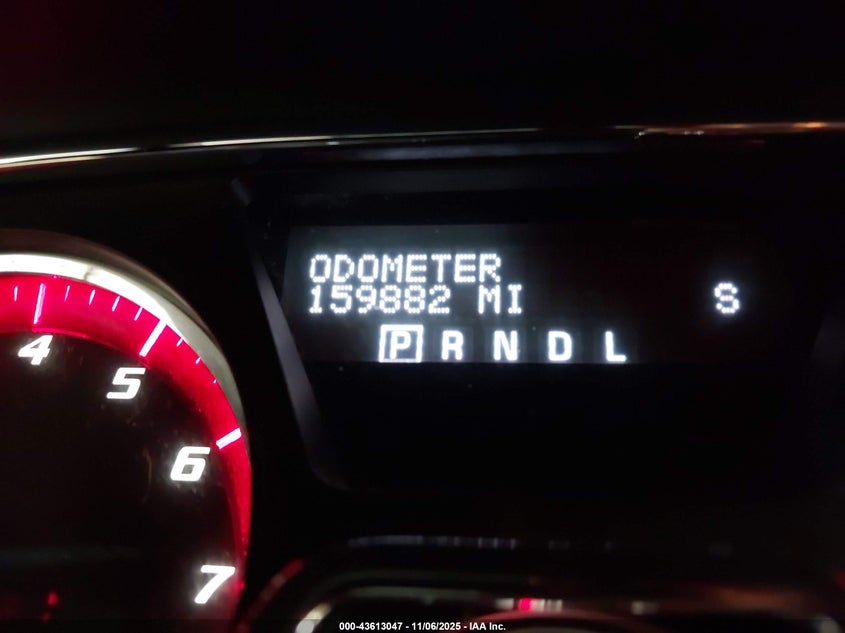 ODOMETER
159882 MI S
P R N D L
4
5
6
7
000-43613047 - 11/06/2025 - IAA Inc.